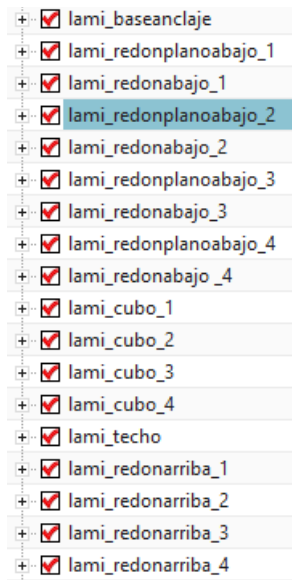 lami_baseanclaje
lami_redonplanoabajo_1
lami_redonabajo_1
lami_redonplanoabajo_2
lami_redonabajo_2
lami_redonplanoabajo_3
lami_redonabajo_3
lami_redonplanoabajo_4
lami_redonabajo _4
lami_cubo_1
lami_cubo_2
lami_cubo_3
lami_cubo_4
lami_techo
lami_redonarriba_1
lami_redonarriba_2
lami_redonarriba_3
lami_redonarriba_4